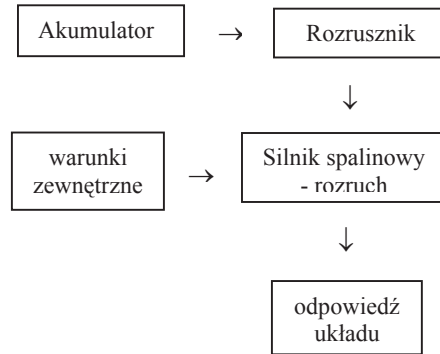 Akumulator → Rozrusznik
↓
warunki
zewnętrzne
→
Silnik spalinowy
- rozruch
↓
odpowiedź
układu